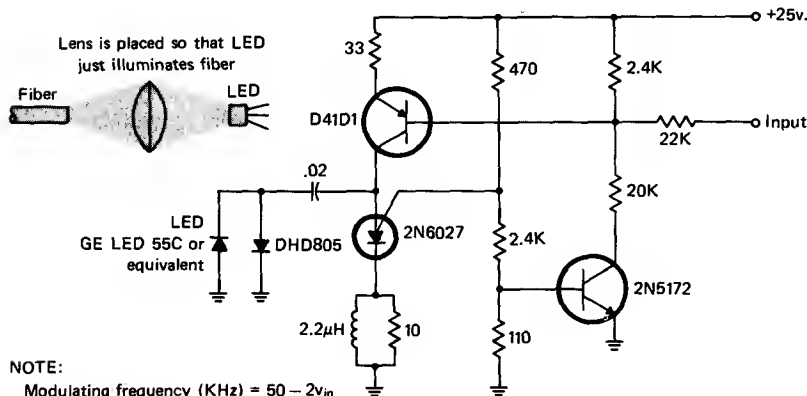 +25v.
Lens is placed so that LED
just illuminates fiber
Fiber
LED
33
470
2.4K
D41D1
Input
22K
.02
20K
LED
GE LED 55C or
equivalent
DHD805
2N6027
2.4K
2N5172
2.2μH
10
110
NOTE:
Modulating frequency (KHz) = 50 – 2vin